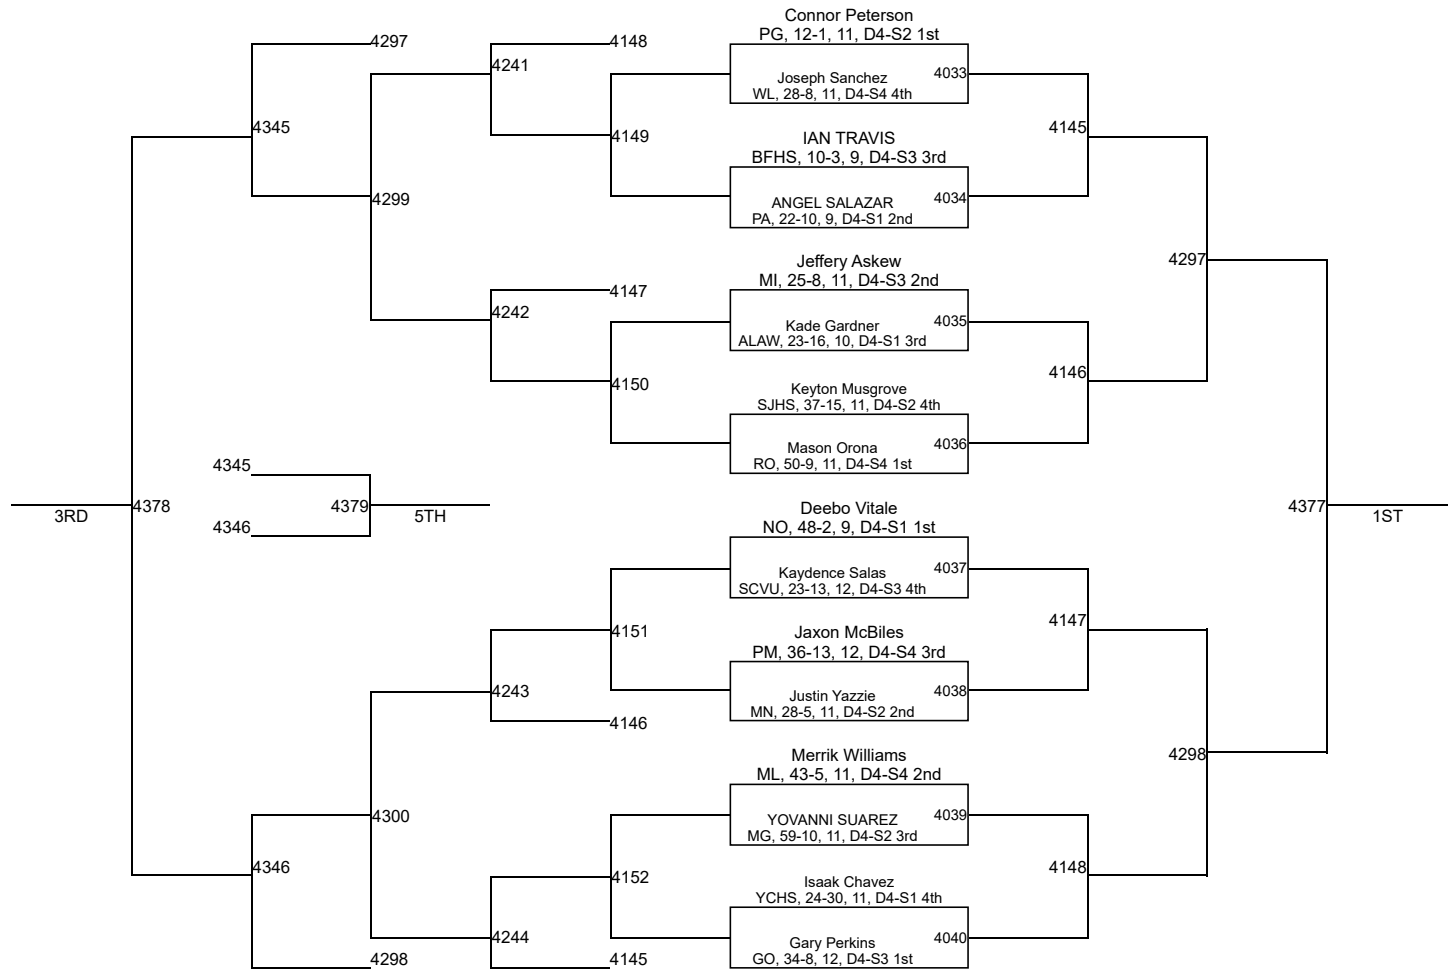 Connor Peterson
PG, 12-1, 11, D4-S2 1st
4297
4148
4241
Joseph Sanchez
4033
WL, 28-8, 11, D4-S4 4th
4345
4149
IAN TRAVIS
4145
BFHS, 10-3, 9, D4-S3 3rd
4299
ANGEL SALAZAR
4034
PA, 22-10, 9, D4-S1 2nd
Jeffery Askew
4297
MI, 25-8, 11, D4-S3 2nd
4147
4242
Kade Gardner
4035
ALAW, 23-16, 10, D4-S1 3rd
4150
4146
Keyton Musgrove
SJHS, 37-15, 11, D4-S2 4th
Mason Orona
4036
RO, 50-9, 11, D4-S4 1st
4345
3RD
4378
4379
5TH
4346
Deebo Vitale
4377
1ST
NO, 48-2, 9, D4-S1 1st
Kaydence Salas
4037
SCVU, 23-13, 12, D4-S3 4th
4151
Jaxon McBiles
4147
PM, 36-13, 12, D4-S4 3rd
4243
Justin Yazzie
4038
MN, 28-5, 11, D4-S2 2nd
4146
Merrik Williams
4298
ML, 43-5, 11, D4-S4 2nd
4300
YOVANNI SUAREZ
4039
MG, 59-10, 11, D4-S2 3rd
4346
4152
Isaak Chavez
4148
YCHS, 24-30, 11, D4-S1 4th
4244
Gary Perkins
4040
GO, 34-8, 12, D4-S3 1st
4298
4145